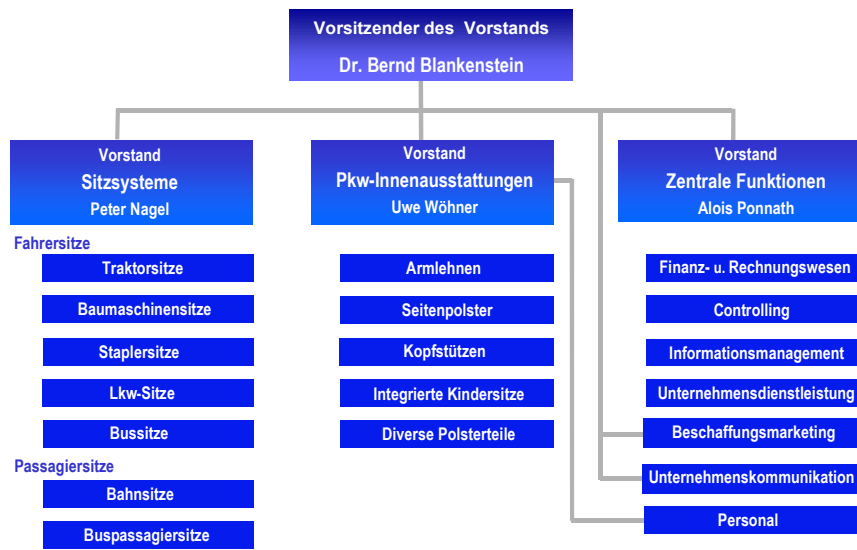 Vorsitzender des Vorstands
Dr. Bernd Blankenstein
Vorstand
Sitzsysteme
Peter Nagel
Vorstand
Pkw-Innenausstattungen
Uwe Wöhner
Vorstand
Zentrale Funktionen
Alois Ponnath
Fahrersitze
Traktorsitze
Baumaschinensitze
Staplersitze
Lkw-Sitze
Bussitze
Passagiersitze
Bahnsitze
Buspassagiersitze
Armlehnen
Seitenpolster
Kopfstützen
Integrierte Kindersitze
Diverse Polsterteile
Finanz- u. Rechnungswesen
Controlling
Informationsmanagement
Unternehmensdienstleistung
Beschaffungsmarketing
Unternehmenskommunikation
Personal